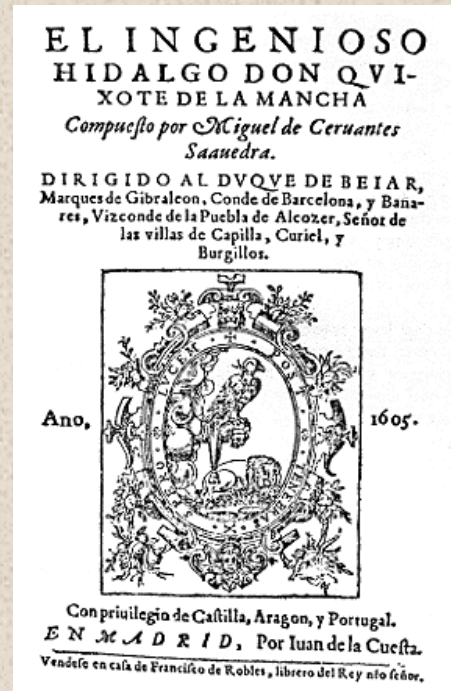 EL INGENIOSO
HIDALGO DON QVI-
XOTE DE LA MANCHA
Compueſto por Miguel de Ceruantes
Saauedra.
DIRIGIDO AL DVQVE DE BEIAR,
Marques de Gibraleon, Conde de Barcelona, y Baña-
res, Vizconde de la Puebla de Alcozer, Señor de
las villas de Capilla, Curiel, y
Burgillos.
Ano, 1605.
Con priuilegio de Caſtilla, Aragon, y Portugal.
EN MADRID, Por Iuan de la Cueſta.
Vendeſe en caſa de Franciſco de Robles, librero del Rey nr̃o ſeñor.